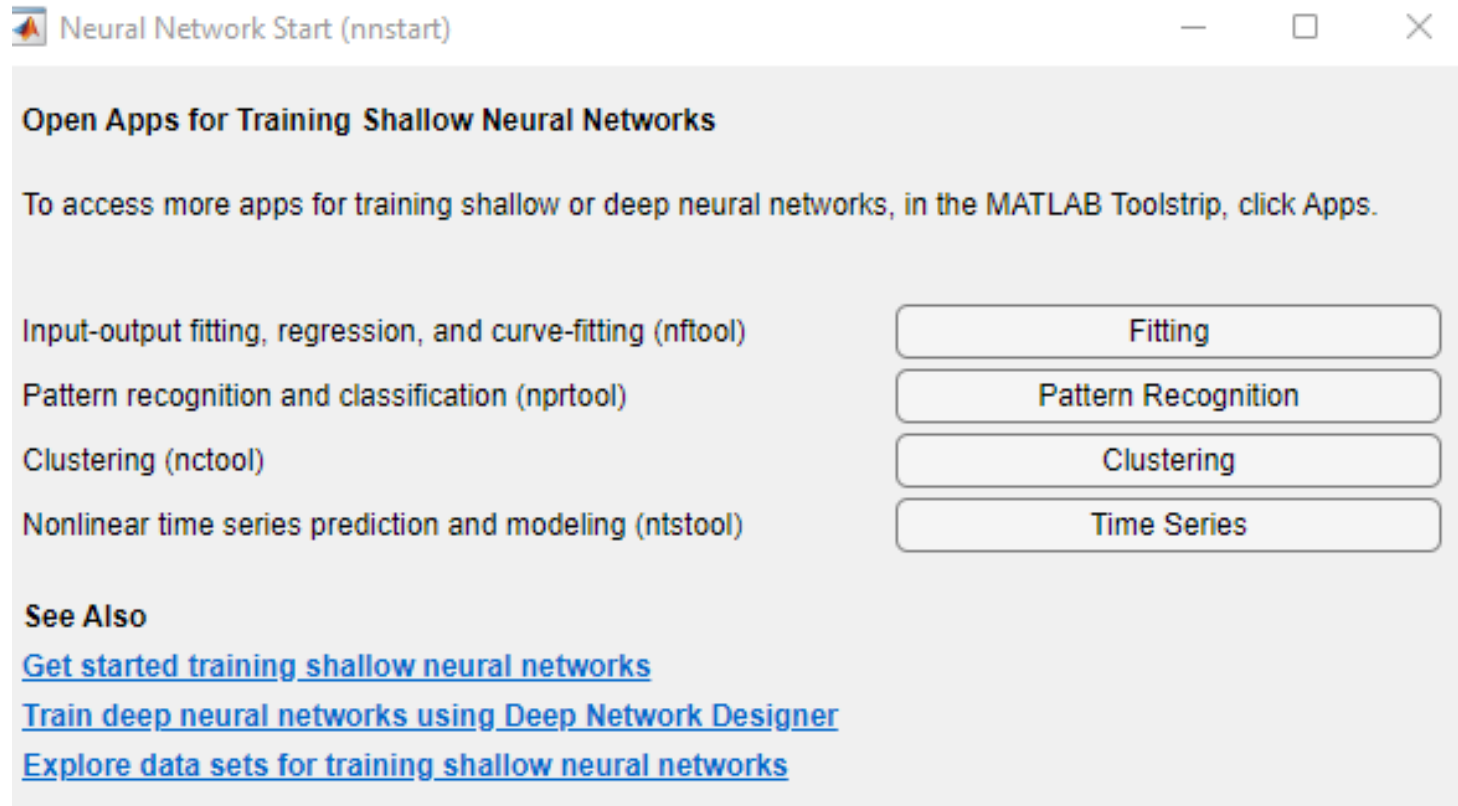 Neural Network Start (nnstart)
Open Apps for Training Shallow Neural Networks
To access more apps for training shallow or deep neural networks, in the MATLAB Toolstrip, click Apps.
Input-output fitting, regression, and curve-fitting (nftool) Fitting
Pattern recognition and classification (nprtool) Pattern Recognition
Clustering (nctool) Clustering
Nonlinear time series prediction and modeling (ntstool) Time Series
See Also
Get started training shallow neural networks
Train deep neural networks using Deep Network Designer
Explore data sets for training shallow neural networks